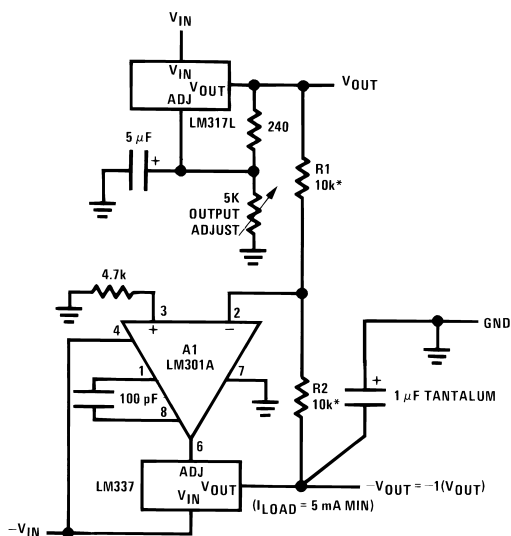 VIN
VIN
VOUT
VOUT
ADJ
LM317L
240
5 μF
+
R1
10k*
5K
OUTPUT
ADJUST
4.7k
3
2
4
+
−
GND
A1
LM301A
1
7
R2
10k*
+
1 μF TANTALUM
100 pF
8
6
ADJ
LM337
VOUT
VIN
−VOUT = −1(VOUT)
(ILOAD = 5 mA MIN)
−VIN